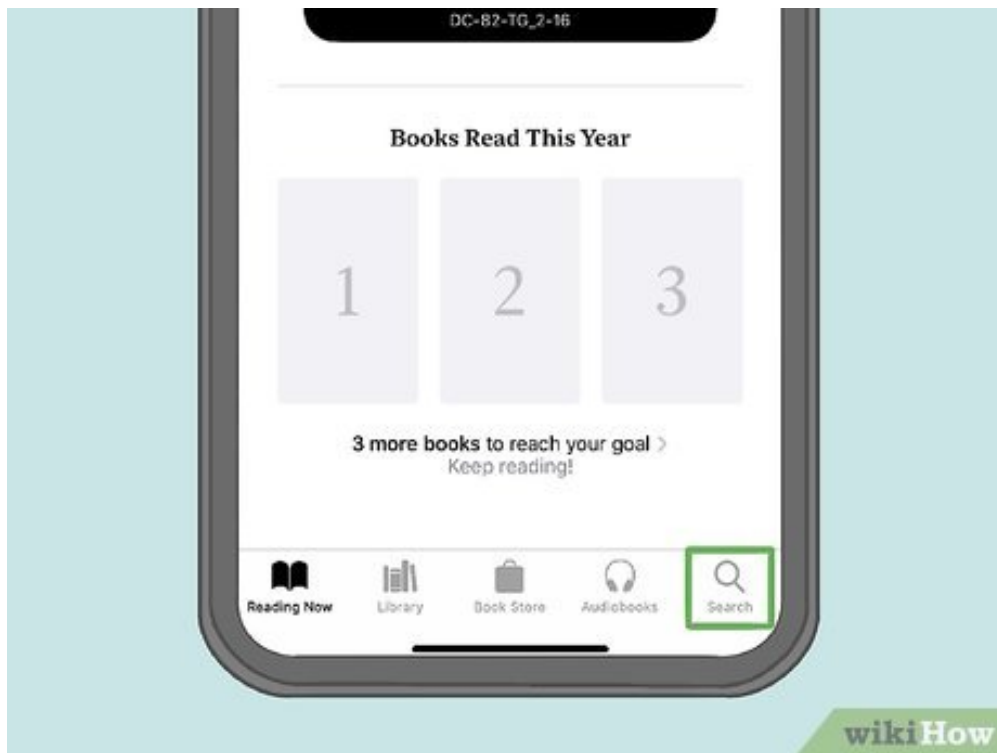 DC-82-TG_2-16
Books Read This Year
1 2 3
3 more books to reach your goal >
Keep reading!
Reading Now Library Book Store Audiobooks Search
wikiHow